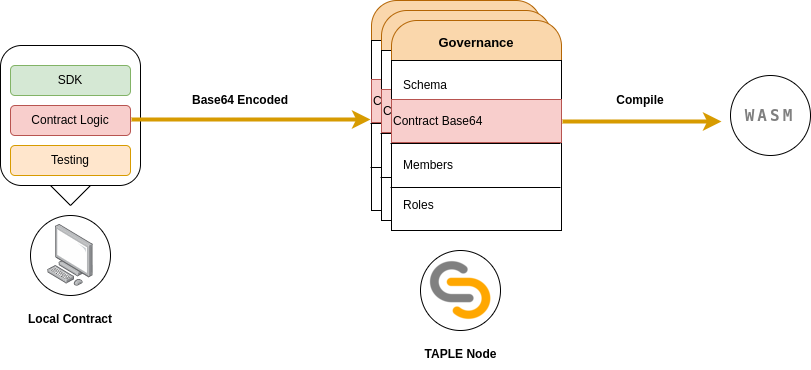 SDK
Contract Logic
Testing
Local Contract
Base64 Encoded
C
C
Governance
Schema
Contract Base64
Members
Roles
TAPLE Node
Compile
WASM